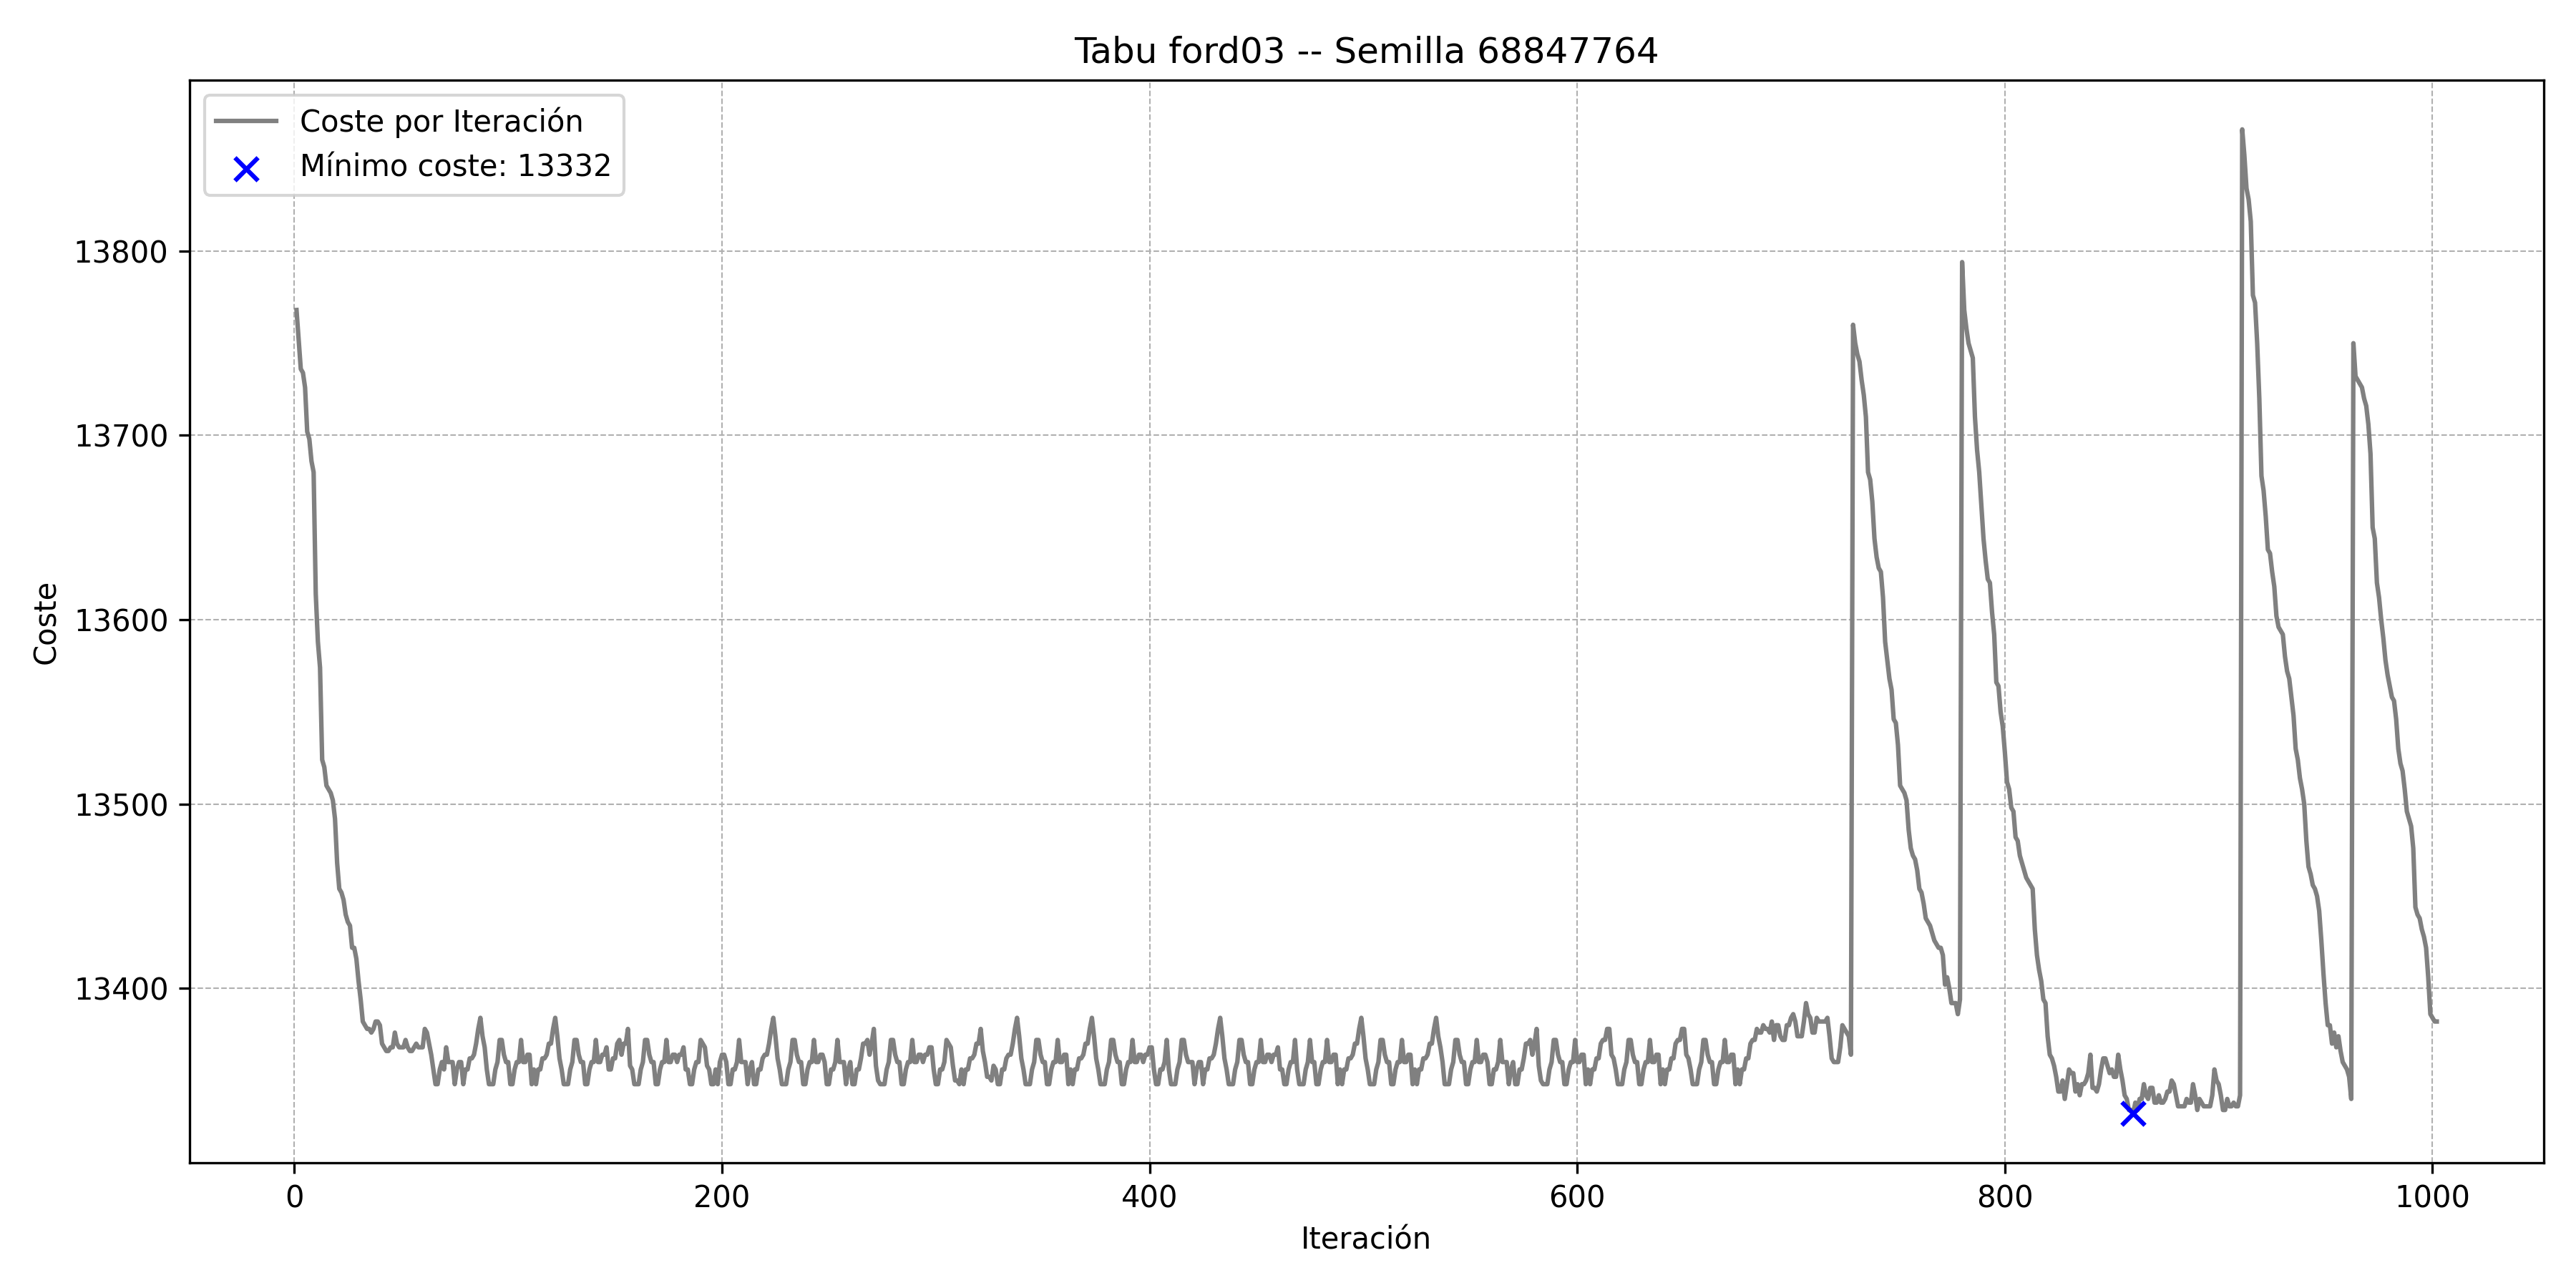 Tabu ford03 -- Semilla 68847764
Coste por Iteración
Mínimo coste: 13332
13800
13700
13600
13500
13400
Coste
0 200 400 600 800 1000
Iteración